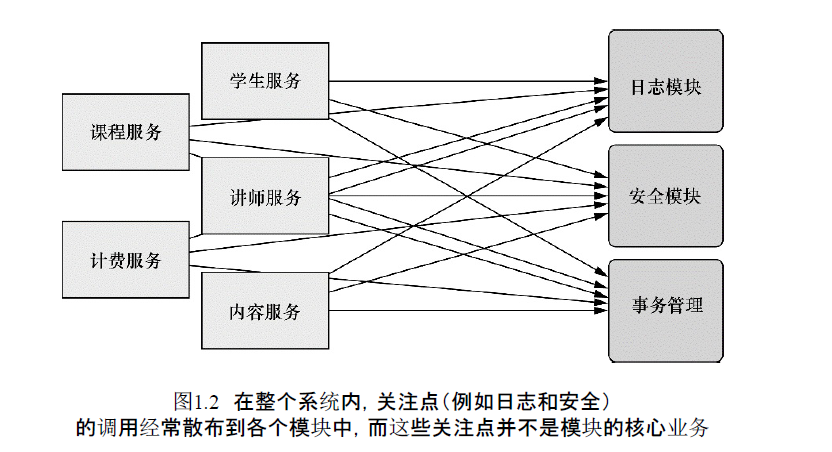 学生服务
日志模块
课程服务
讲师服务
安全模块
计费服务
内容服务
事务管理
图1.2 在整个系统内，关注点（例如日志和安全）
的调用经常散布到各个模块中，而这些关注点并不是模块的核心业务